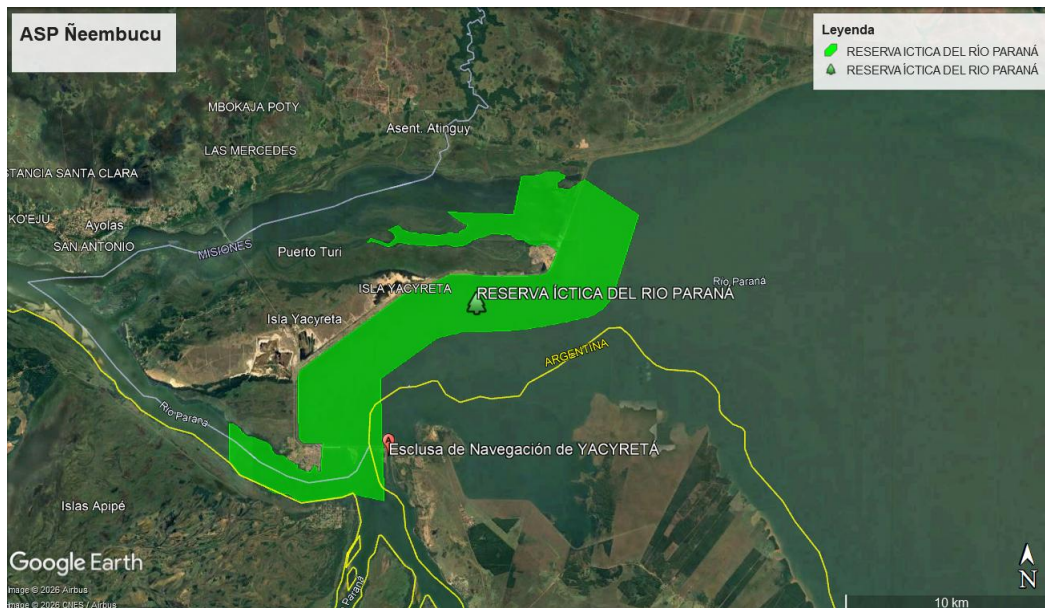 ASP Ñeembucu
Leyenda
RESERVA ICTICA DEL RÍO PARANÁ
RESERVA ÍCTICA DEL RÍO PARANÁ
MBOKAJA POTY
Asent. Atinguy
LAS MERCEDES
STANCIA SANTA CLARA
KO'EJU
Ayolas
SAN ANTONIO
MISIONES
Puerto Turi
ISLA YACYRETA
RESERVA ÍCTICA DEL RIO PARANÁ
Río Paraná
Isla Yacyreta
ARGENTINA
Río Parana
Esclusa de Navegación de YACYRETÁ
Islas Apipé
Paraná
Google Earth
Image © 2026 Airbus
Image © 2026 CNES / Airbus
N
10 km